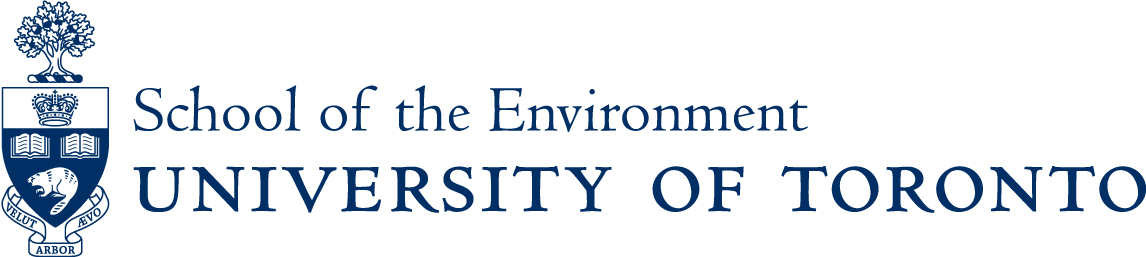 School of the Environment
UNIVERSITY OF TORONTO
VELUT ARBOR ÆVO